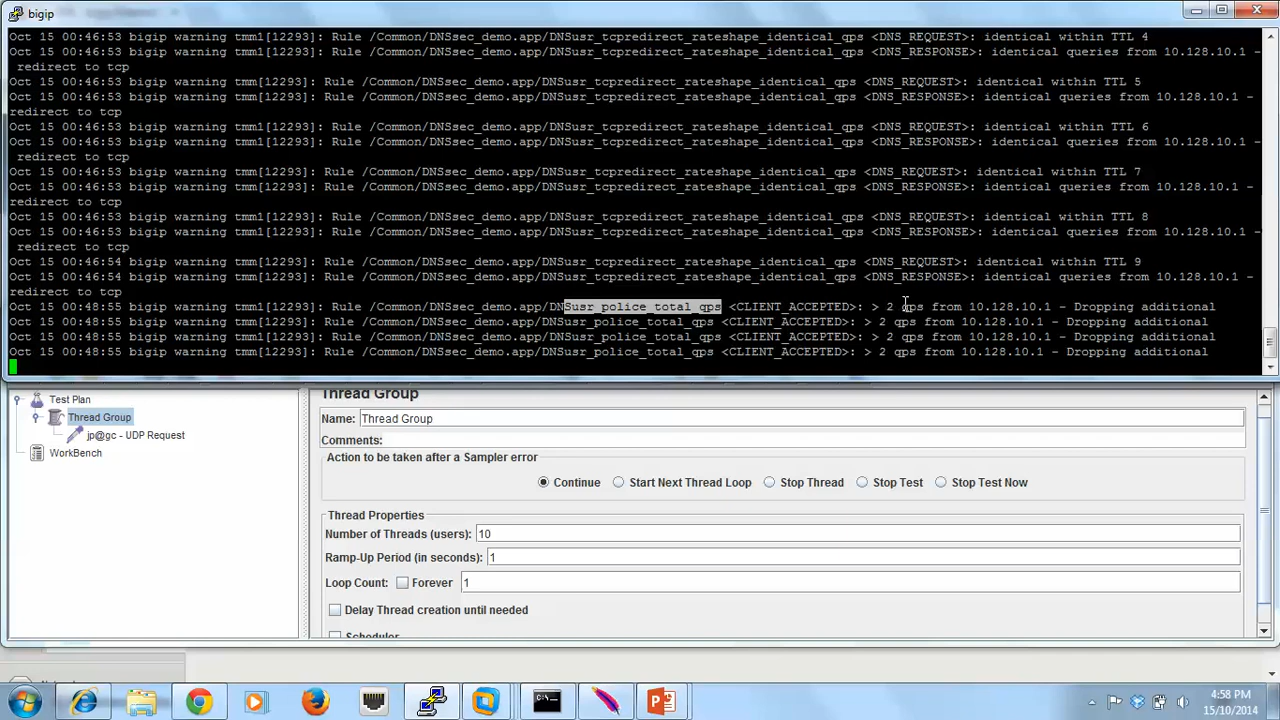 bigip
Oct 15 00:46:53 bigip warning tmm1[12293]: Rule /Common/DNSsec_demo.app/DNSusr_tcpredirect_rateshape_identical_qps <DNS_REQUEST>: identical within TTL 4
Oct 15 00:46:53 bigip warning tmm[12293]: Rule /Common/DNSsec_demo.app/DNSusr_tcpredirect_rateshape_identical_qps <DNS_RESPONSE>: identical queries from 10.128.10.1 -
redirect to tcp
Oct 15 00:46:53 bigip warning tmm[12293]: Rule /Common/DNSsec_demo.app/DNSusr_tcpredirect_rateshape_identical_qps <DNS_REQUEST>: identical within TTL 5
Oct 15 00:46:53 bigip warning tmm[12293]: Rule /Common/DNSsec_demo.app/DNSusr_tcpredirect_rateshape_identical_qps <DNS_RESPONSE>: identical queries from 10.128.10.1 -
redirect to tcp
Oct 15 00:46:53 bigip warning tmm1[12293]: Rule /Common/DNSsec_demo.app/DNSusr_tcpredirect_rateshape_identical_qps <DNS_REQUEST>: identical within TTL 6
Oct 15 00:46:53 bigip warning tmm1[12293]: Rule /Common/DNSsec_demo.app/DNSusr_tcpredirect_rateshape_identical_qps <DNS_RESPONSE>: identical queries from 10.128.10.1 -
redirect to tcp
Oct 15 00:46:53 bigip warning tmm[12293]: Rule /Common/DNSsec_demo.app/DNSusr_tcpredirect_rateshape_identical_qps <DNS_REQUEST>: identical within TTL 7
Oct 15 00:46:53 bigip warning tmm[12293]: Rule /Common/DNSsec_demo.app/DNSusr_tcpredirect_rateshape_identical_qps <DNS_RESPONSE>: identical queries from 10.128.10.1 -
redirect to tcp
Oct 15 00:46:53 bigip warning tmm1[12293]: Rule /Common/DNSsec_demo.app/DNSusr_tcpredirect_rateshape_identical_qps <DNS_REQUEST>: identical within TTL 8
Oct 15 00:46:53 bigip warning tmm1[12293]: Rule /Common/DNSsec_demo.app/DNSusr_tcpredirect_rateshape_identical_qps <DNS_RESPONSE>: identical queries from 10.128.10.1 -
redirect to tcp
Oct 15 00:46:54 bigip warning tmm[12293]: Rule /Common/DNSsec_demo.app/DNSusr_tcpredirect_rateshape_identical_qps <DNS_REQUEST>: identical within TTL 9
Oct 15 00:46:54 bigip warning tmm[12293]: Rule /Common/DNSsec_demo.app/DNSusr_tcpredirect_rateshape_identical_qps <DNS_RESPONSE>: identical queries from 10.128.10.1 -
redirect to tcp
Oct 15 00:48:55 bigip warning tmm1[12293]: Rule /Common/DNSsec_demo.app/DNSusr_police_total_qps <CLIENT_ACCEPTED>: > 2 qps from 10.128.10.1 - Dropping additional
Oct 15 00:48:55 bigip warning tmm[12293]: Rule /Common/DNSsec_demo.app/DNSusr_police_total_qps <CLIENT_ACCEPTED>: > 2 qps from 10.128.10.1 - Dropping additional
Oct 15 00:48:55 bigip warning tmm1[12293]: Rule /Common/DNSsec_demo.app/DNSusr_police_total_qps <CLIENT_ACCEPTED>: > 2 qps from 10.128.10.1 - Dropping additional
Oct 15 00:48:55 bigip warning tmm[12293]: Rule /Common/DNSsec_demo.app/DNSusr_police_total_qps <CLIENT_ACCEPTED>: > 2 qps from 10.128.10.1 - Dropping additional
Test Plan
Thread Group
jp@gc - UDP Request
WorkBench
Thread Group
Name: Thread Group
Comments:
Action to be taken after a Sampler error
Continue Start Next Thread Loop Stop Thread Stop Test Stop Test Now
Thread Properties
Number of Threads (users): 10
Ramp-Up Period (in seconds): 1
Loop Count: Forever 1
Delay Thread creation until needed
Scheduler
4:58 PM
15/10/2014